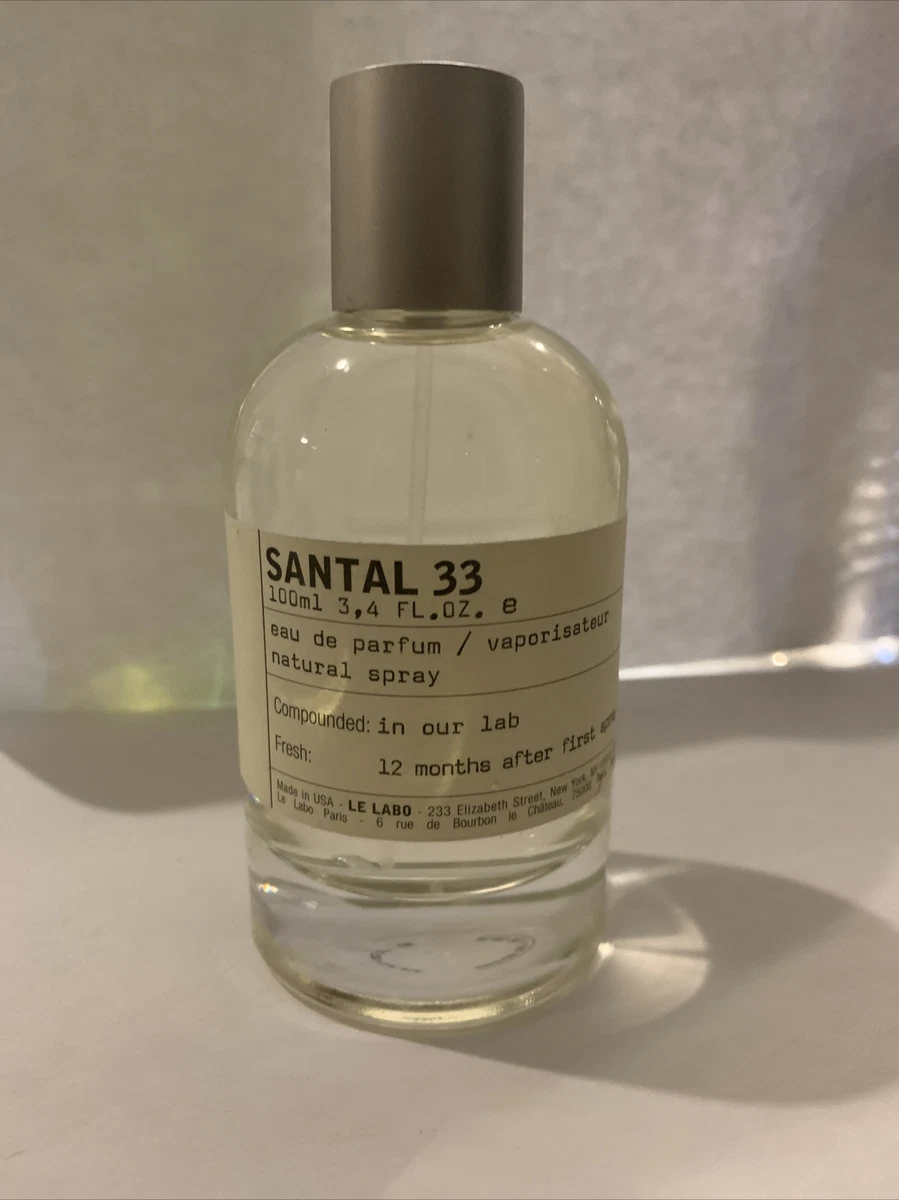 SANTAL 33
100ml 3,4 FL.OZ. e
eau de parfum / vaporisateur
natural spray
Compounded: in our lab
Fresh: 12 months after first
Made in USA - LE LABO - 233 Elizabeth Street, New York, NY
Le Labo Paris - 6 rue de Bourbon le Château, 75006